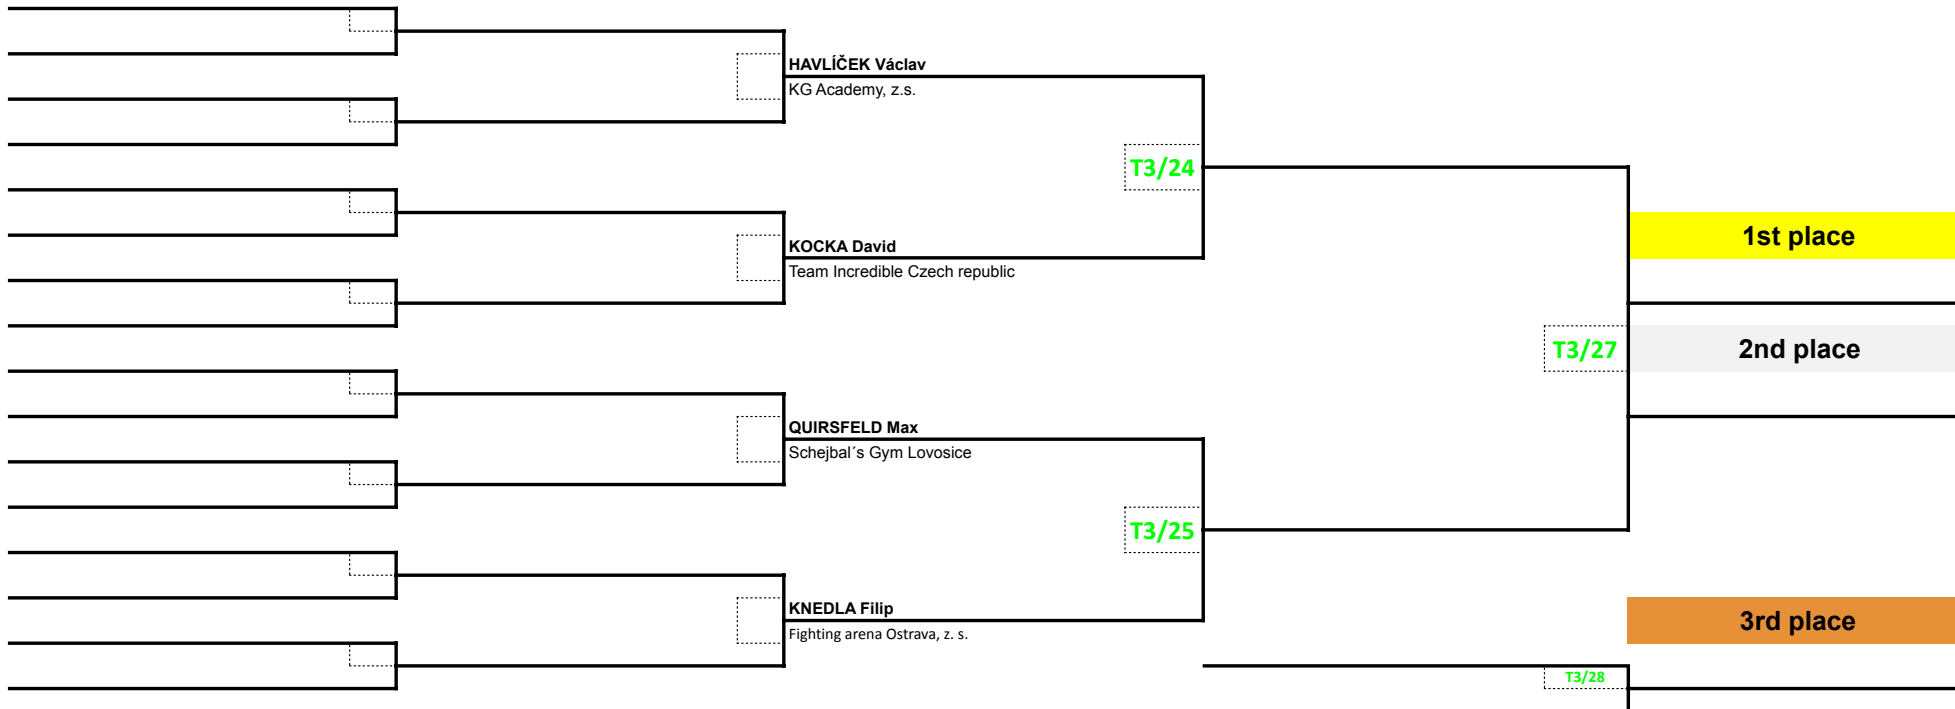 HAVLÍČEK Václav
KG Academy, z.s.
T3/24
KOCKA David
Team Incredible Czech republic
1st place
T3/27
2nd place
QUIRSFELD Max
Schejbal´s Gym Lovosice
T3/25
KNEDLA Filip
Fighting arena Ostrava, z. s.
3rd place
T3/28